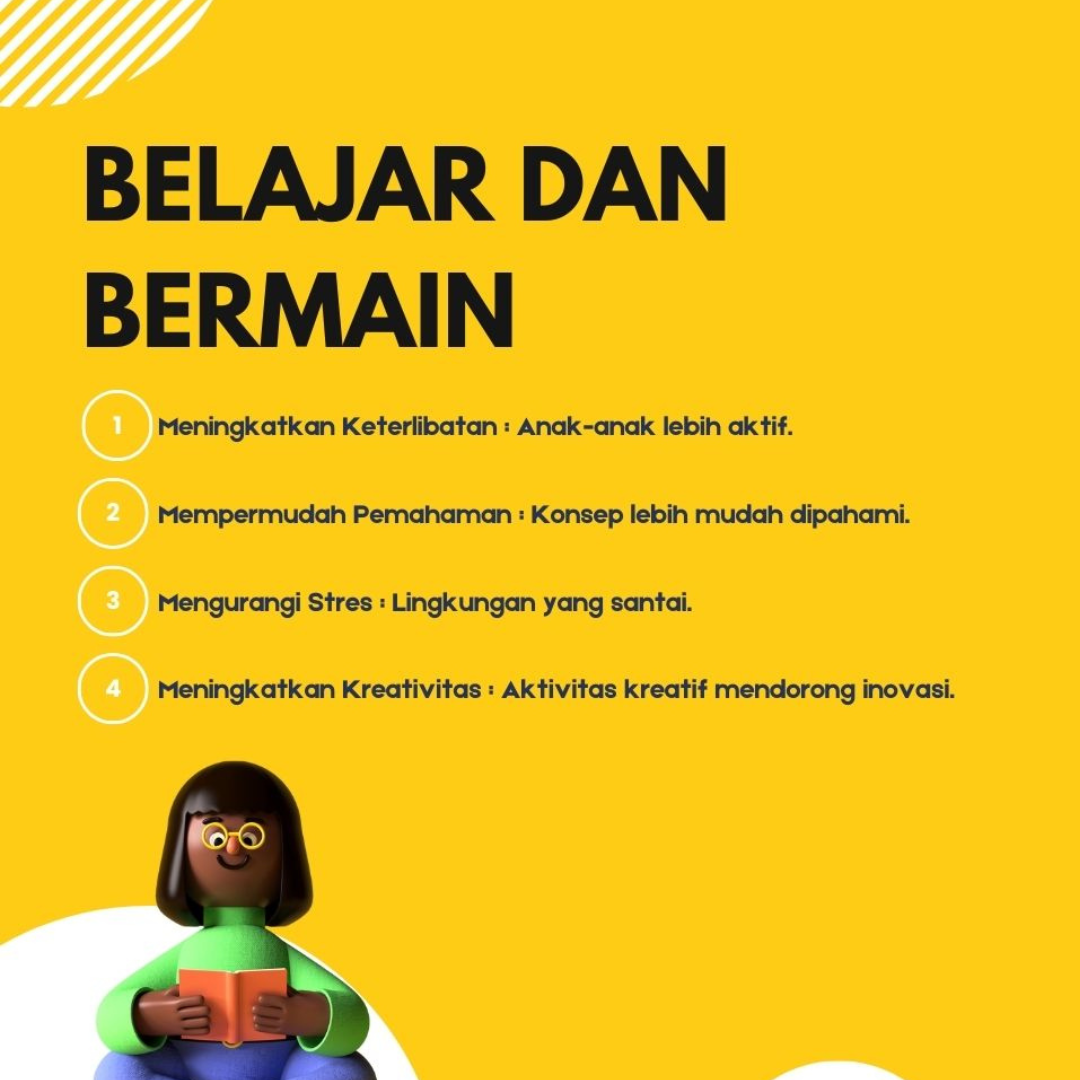 BELAJAR DAN
BERMAIN
1 Meningkatkan Keterlibatan : Anak-anak lebih aktif.
2 Mempermudah Pemahaman : Konsep lebih mudah dipahami.
3 Mengurangi Stres : Lingkungan yang santai.
4 Meningkatkan Kreativitas : Aktivitas kreatif mendorong inovasi.